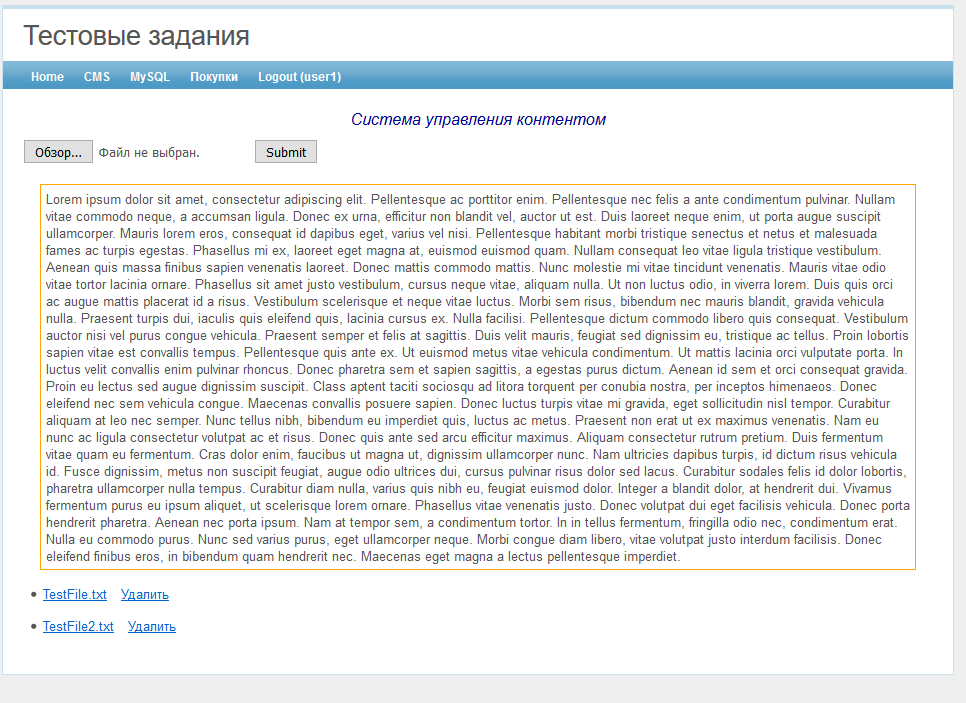 Тестовые задания
Home CMS MySQL Покупки Logout (user1)
Система управления контентом
Обзор... Файл не выбран. Submit
Lorem ipsum dolor sit amet, consectetur adipiscing elit. Pellentesque ac porttitor enim. Pellentesque nec felis a ante condimentum pulvinar. Nullam
vitae commodo neque, a accumsan ligula. Donec ex urna, efficitur non blandit vel, auctor ut est. Duis laoreet neque enim, ut porta augue suscipit
ullamcorper. Mauris lorem eros, consequat id dapibus eget, varius vel nisi. Pellentesque habitant morbi tristique senectus et netus et malesuada
fames ac turpis egestas. Phasellus mi ex, laoreet eget magna at, euismod euismod quam. Nullam consequat leo vitae ligula tristique vestibulum.
Aenean quis massa finibus sapien venenatis laoreet. Donec mattis commodo mattis. Nunc molestie mi vitae tincidunt venenatis. Mauris vitae odio
vitae tortor lacinia ornare. Phasellus sit amet justo vestibulum, cursus neque vitae, aliquam nulla. Ut non luctus odio, in viverra lorem. Duis quis orci
ac augue mattis placerat id a risus. Vestibulum scelerisque et neque vitae luctus. Morbi sem risus, bibendum nec mauris blandit, gravida vehicula
nulla. Praesent turpis dui, iaculis quis eleifend quis, lacinia cursus ex. Nulla facilisi. Pellentesque dictum commodo libero quis consequat. Vestibulum
auctor nisi vel purus congue vehicula. Praesent semper et felis at sagittis. Duis velit mauris, feugiat sed dignissim eu, tristique ac tellus. Proin lobortis
sapien vitae est convallis tempus. Pellentesque quis ante ex. Ut euismod metus vitae vehicula condimentum. Ut mattis lacinia orci vulputate porta. In
luctus velit convallis enim pulvinar rhoncus. Donec pharetra sem et sapien sagittis, a egestas purus dictum. Aenean id sem et orci consequat gravida.
Proin eu lectus sed augue dignissim suscipit. Class aptent taciti sociosqu ad litora torquent per conubia nostra, per inceptos himenaeos. Donec
eleifend nec sem vehicula congue. Maecenas convallis posuere sapien. Donec luctus turpis vitae mi gravida, eget sollicitudin nisl tempor. Curabitur
aliquam at leo nec semper. Nunc tellus nibh, bibendum eu imperdiet quis, luctus ac metus. Praesent non erat ut ex maximus venenatis. Nam eu
nunc ac ligula consectetur volutpat ac et risus. Donec quis ante sed arcu efficitur maximus. Aliquam consectetur rutrum pretium. Duis fermentum
vitae quam eu fermentum. Cras dolor enim, faucibus ut magna ut, dignissim ullamcorper nunc. Nam ultricies dapibus turpis, id dictum risus vehicula
id. Fusce dignissim, metus non suscipit feugiat, augue odio ultrices dui, cursus pulvinar risus dolor sed lacus. Curabitur sodales felis id dolor lobortis,
pharetra ullamcorper nulla tempus. Curabitur diam nulla, varius quis nibh eu, feugiat euismod dolor. Integer a blandit dolor, at hendrerit dui. Vivamus
fermentum purus eu ipsum aliquet, ut scelerisque lorem ornare. Phasellus vitae venenatis justo. Donec volutpat dui eget facilisis vehicula. Donec porta
hendrerit pharetra. Aenean nec porta ipsum. Nam at tempor sem, a condimentum tortor. In in tellus fermentum, fringilla odio nec, condimentum erat.
Nulla eu commodo purus. Nunc sed varius purus, eget ullamcorper neque. Morbi congue diam libero, vitae volutpat justo interdum facilisis. Donec
eleifend finibus eros, in bibendum quam hendrerit nec. Maecenas eget magna a lectus pellentesque imperdiet.
• TestFile.txt Удалить
• TestFile2.txt Удалить